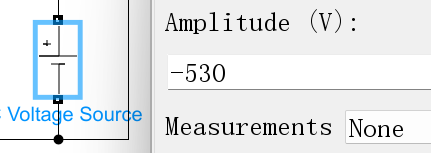 Amplitude (V):
-530
Voltage Source
Measurements None